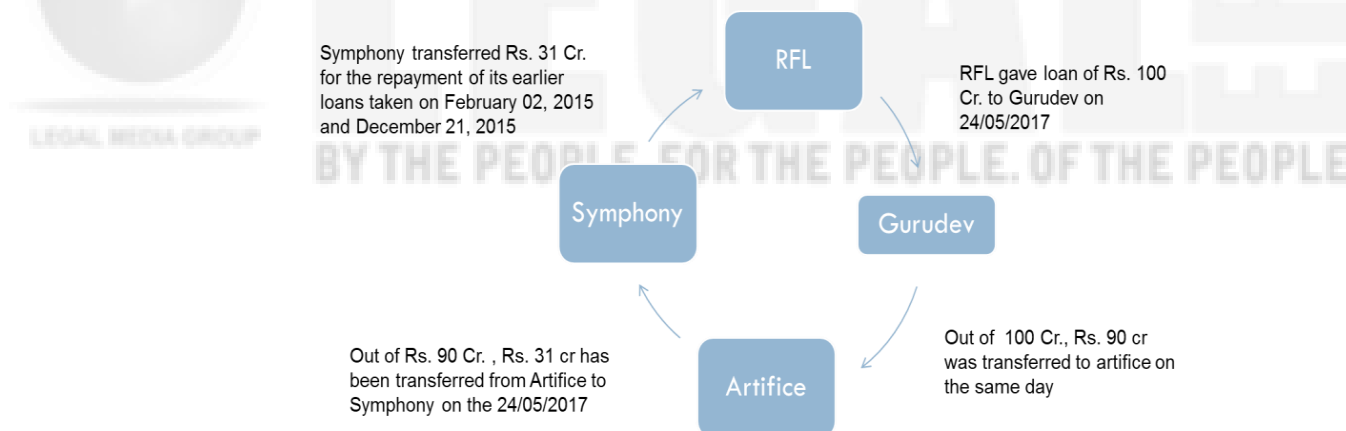 RFL
Symphony transferred Rs. 31 Cr.
for the repayment of its earlier
loans taken on February 02, 2015
and December 21, 2015
RFL gave loan of Rs. 100
Cr. to Gurudev on
24/05/2017
LEGAL MEDIA GROUP
BY THE PEOPLE. FOR THE PEOPLE. OF THE PEOPLE
Symphony
Gurudev
Out of Rs. 90 Cr. , Rs. 31 cr has
been transferred from Artifice to
Symphony on the 24/05/2017
Out of  100 Cr., Rs. 90 cr
was transferred to artifice on
the same day
Artifice